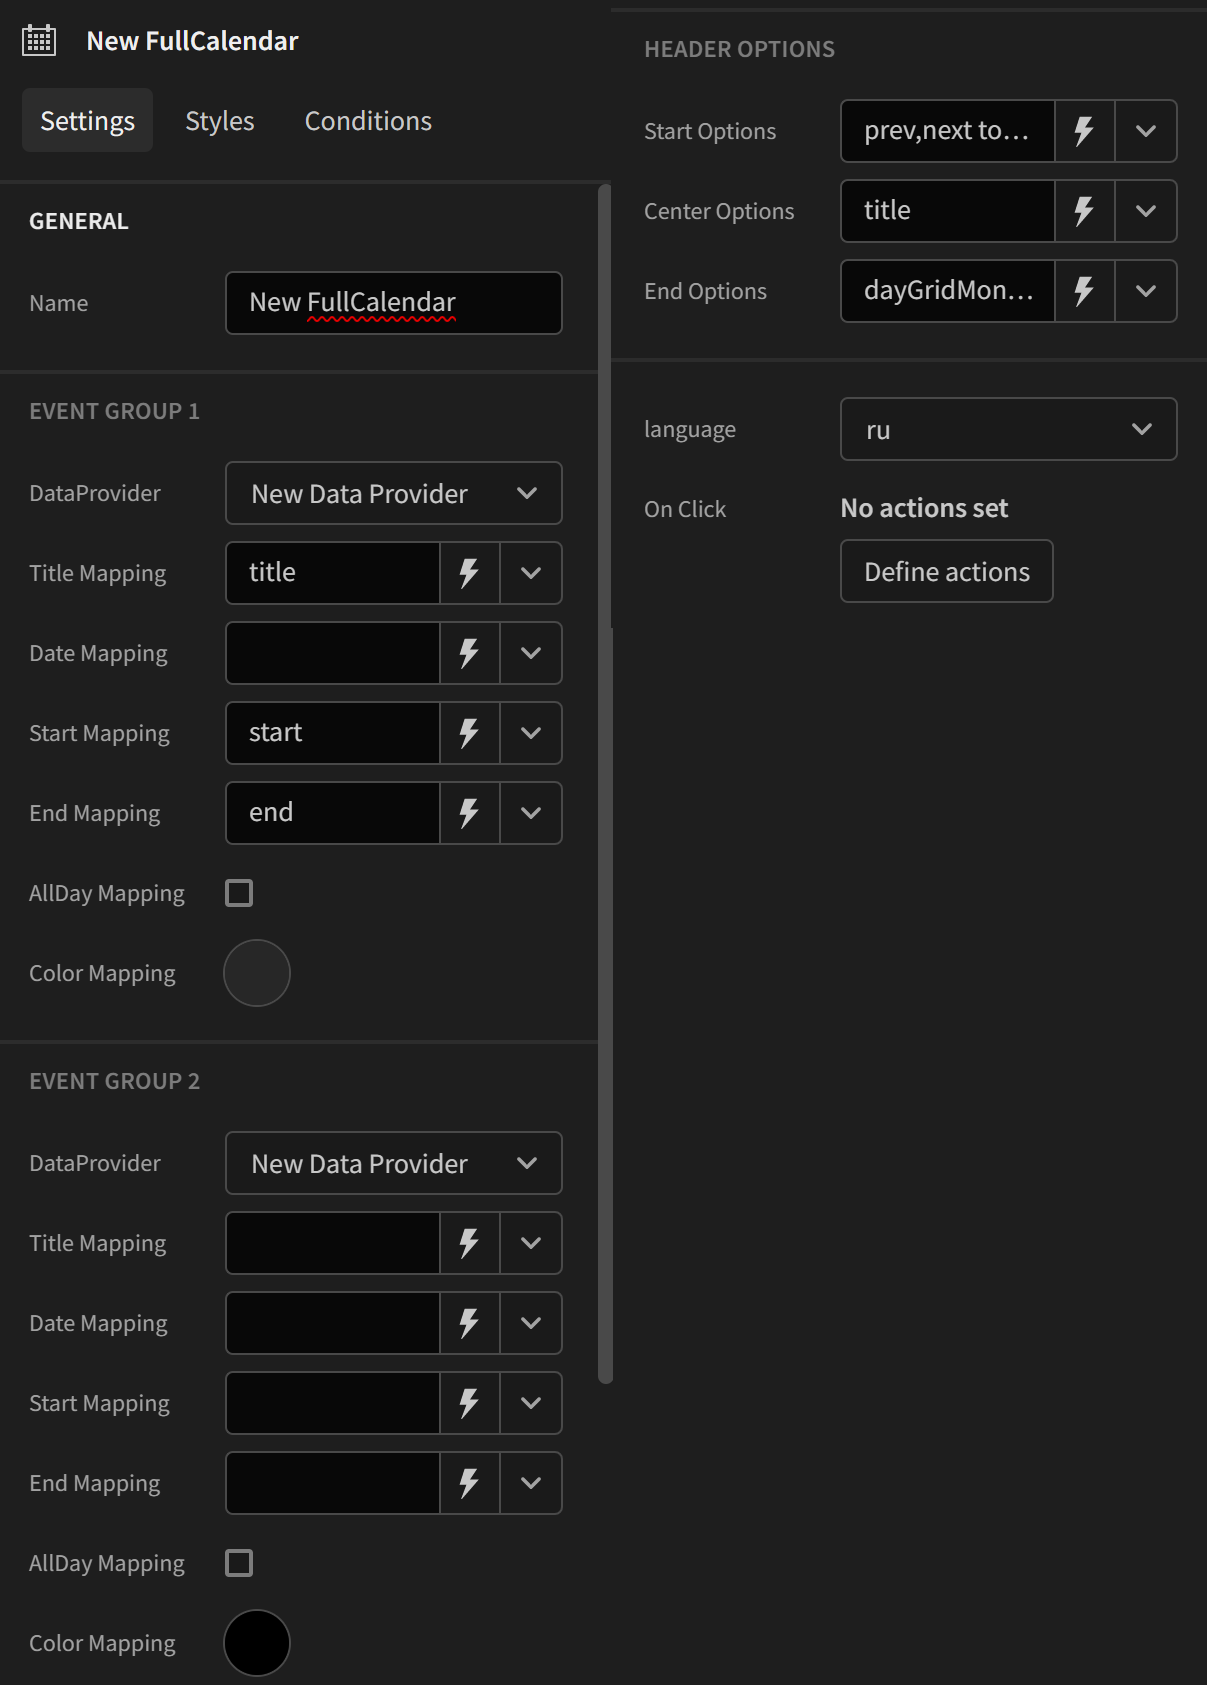 New FullCalendar
Settings Styles Conditions
GENERAL
Name New FullCalendar
EVENT GROUP 1
DataProvider New Data Provider
Title Mapping title
Date Mapping
Start Mapping start
End Mapping end
AllDay Mapping
Color Mapping
EVENT GROUP 2
DataProvider New Data Provider
Title Mapping
Date Mapping
Start Mapping
End Mapping
AllDay Mapping
Color Mapping
HEADER OPTIONS
Start Options prev,next to...
Center Options title
End Options dayGridMon...
language ru
On Click No actions set
Define actions